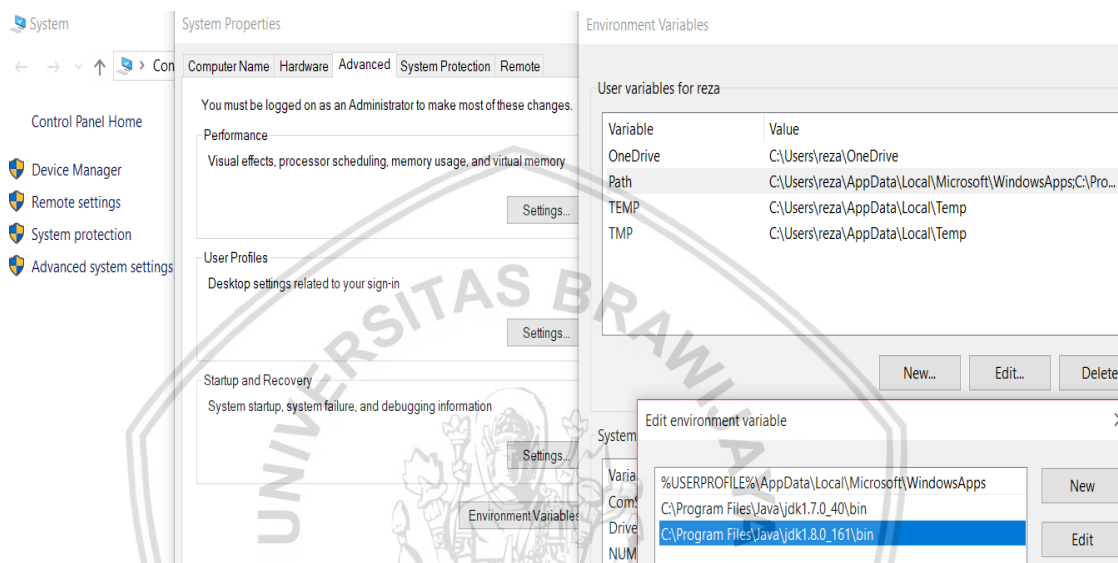 System
Con
Control Panel Home
Device Manager
Remote settings
System protection
Advanced system settings
System Properties
Computer Name Hardware Advanced System Protection Remote
You must be logged on as an Administrator to make most of these changes.
Performance
Visual effects, processor scheduling, memory usage, and virtual memory
Settings...
User Profiles
Desktop settings related to your sign-in
Settings...
Startup and Recovery
System startup, system failure, and debugging information
Settings...
Environment Variables
Environment Variables
User variables for reza
Variable Value
OneDrive C:\Users\reza\OneDrive
Path C:\Users\reza\AppData\Local\Microsoft\WindowsApps;C:\Pro...
TEMP C:\Users\reza\AppData\Local\Temp
TMP C:\Users\reza\AppData\Local\Temp
New... Edit... Delete
System
Varia
ComS
Drive
NUM
Edit environment variable
%USERPROFILE%\AppData\Local\Microsoft\WindowsApps
C:\Program Files\Java\jdk1.7.0_40\bin
C:\Program Files\Java\jdk1.8.0_161\bin
New
Edit
UNIVERSITAS BRAWIJAYA